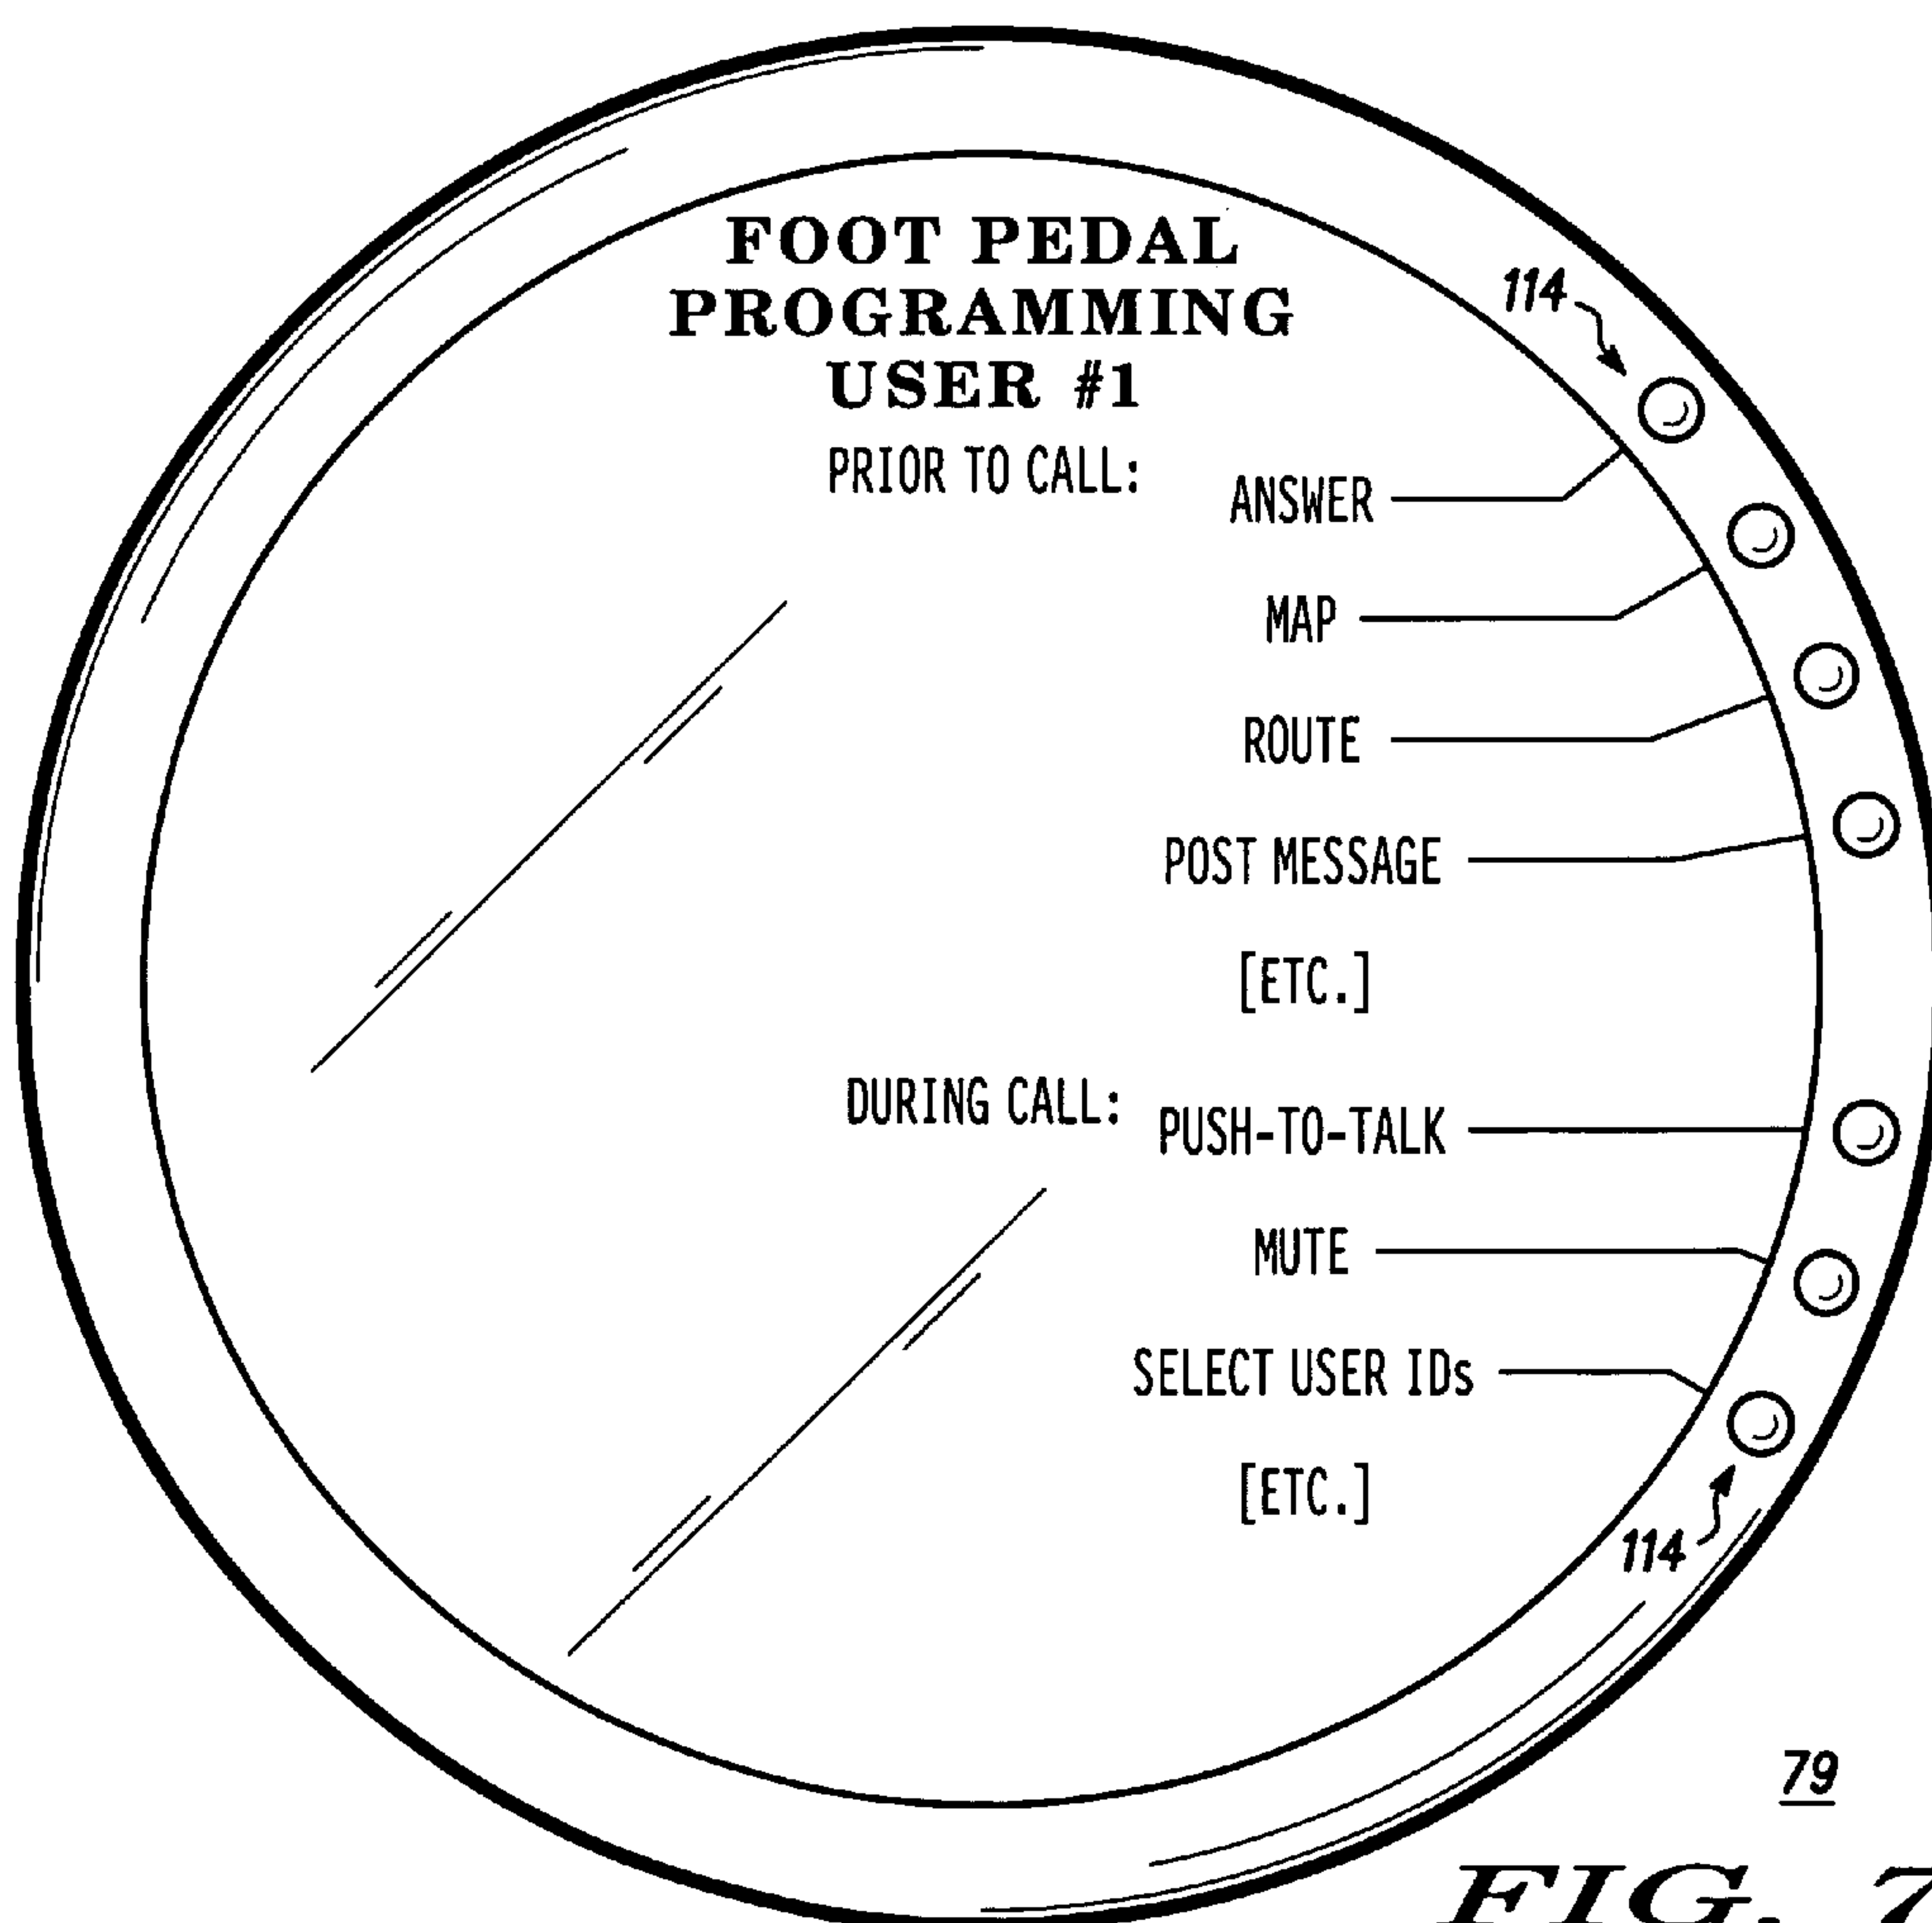 FOOT PEDAL
PROGRAMMING
USER #1
114
PRIOR TO CALL:
ANSWER
MAP
ROUTE
POST MESSAGE
[ETC.]
DURING CALL: PUSH-TO-TALK
MUTE
SELECT USER IDs
[ETC.]
114
79
FIG. 7